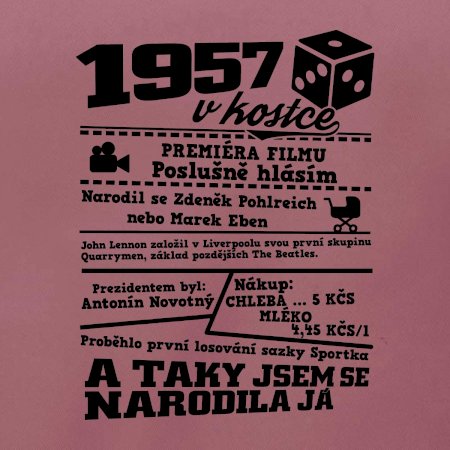 1957
v kostce
PREMIÉRA FILMU
Poslušně hlásím
Narodil se Zdeněk Pohlreich
nebo Marek Eben
John Lennon založil v Liverpoolu svou první skupinu
Quarrymen, základ pozdějších The Beatles.
Prezidentem byl:
Antonín Novotný
Nákup:
CHLEBA ... 5 KČS
MLÉKO
4,45 KČS/l
Proběhlo první losování sazky Sportka
A TAKY JSEM SE
NARODILA JÁ